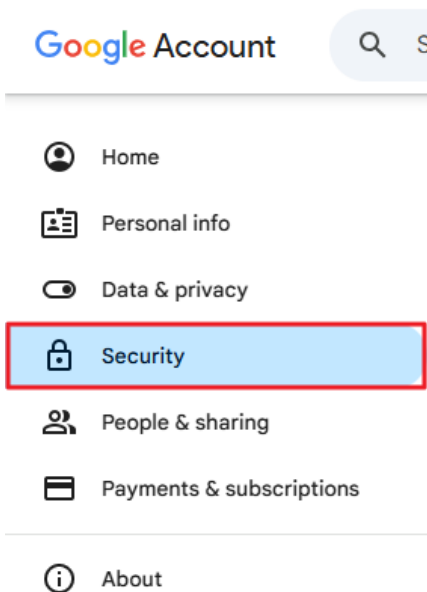 Google Account
Home
Personal info
Data & privacy
Security
People & sharing
Payments & subscriptions
About